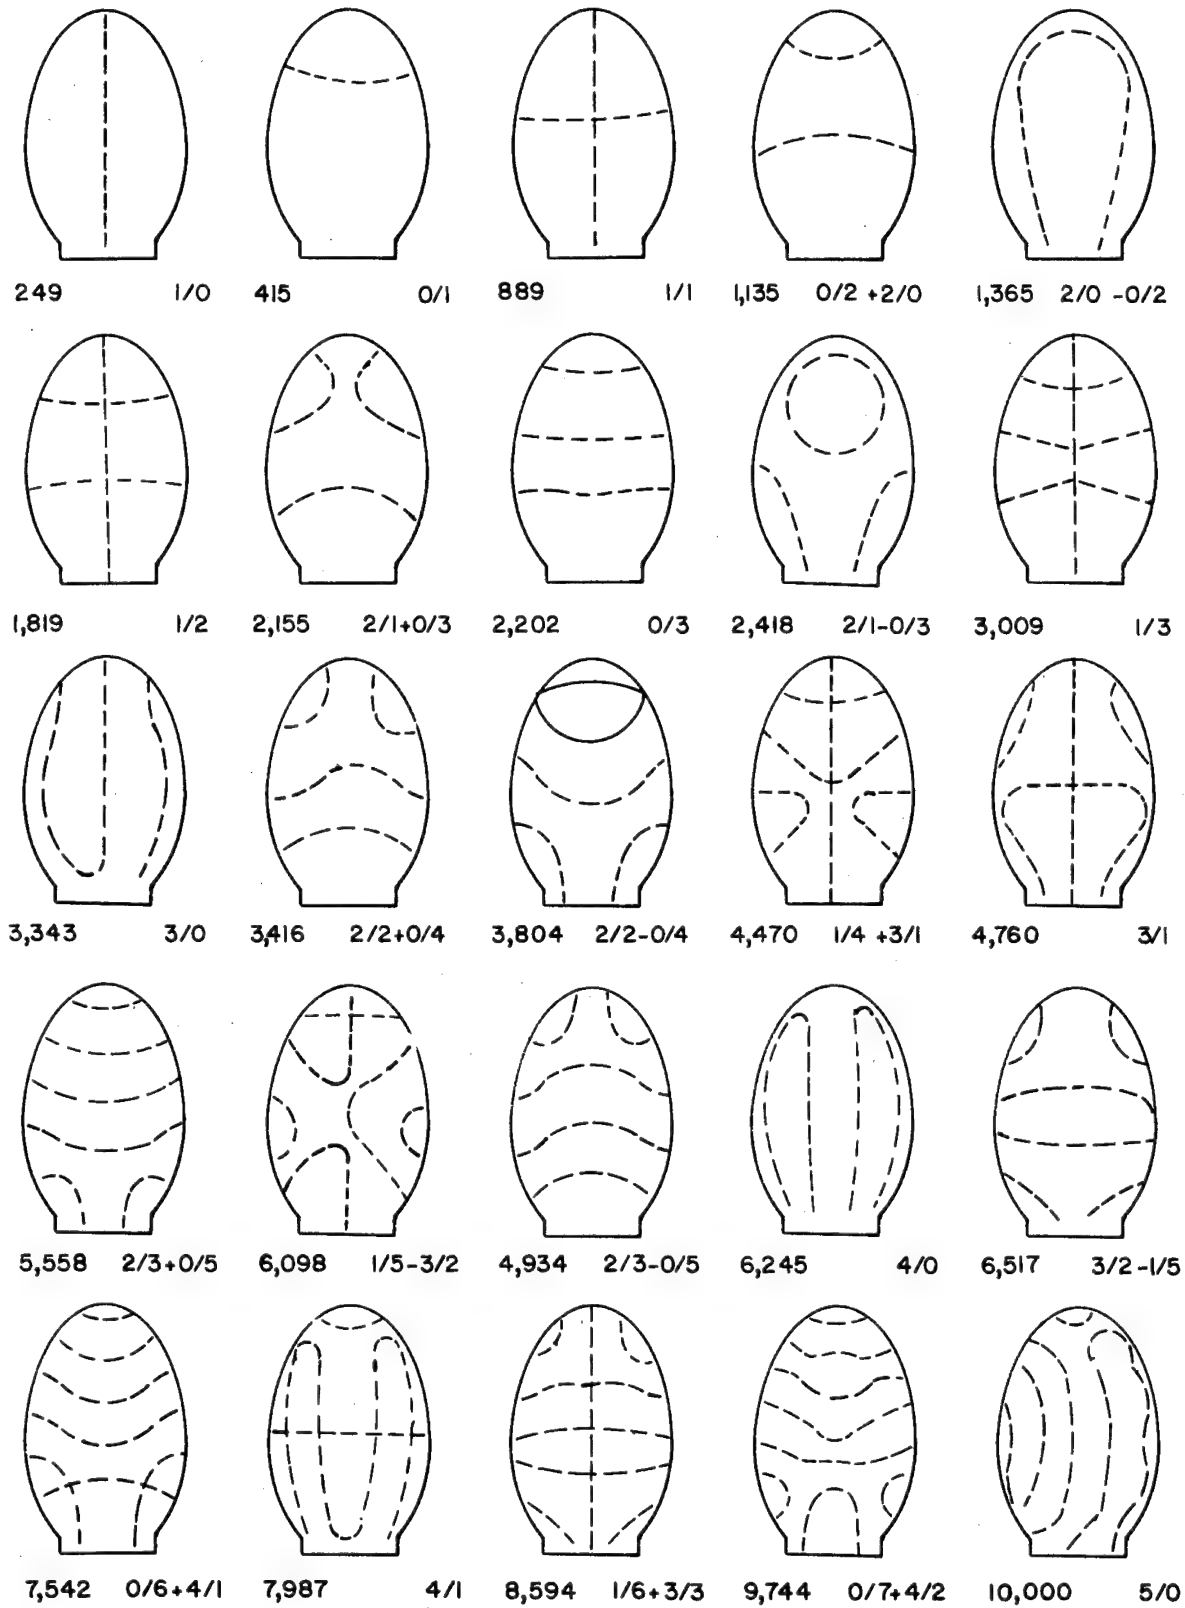 249 1/0 415 0/1 889 1/1 1,135 0/2 +2/0 1,365 2/0 -0/2
1,819 1/2 2,155 2/1+0/3 2,202 0/3 2,418 2/1-0/3 3,009 1/3
3,343 3/0 3,416 2/2+0/4 3,804 2/2-0/4 4,470 1/4 +3/1 4,760 3/1
5,558 2/3+0/5 6,098 1/5-3/2 4,934 2/3-0/5 6,245 4/0 6,517 3/2-1/5
7,542 0/6+4/1 7,987 4/1 8,594 1/6+3/3 9,744 0/7+4/2 10,000 5/0